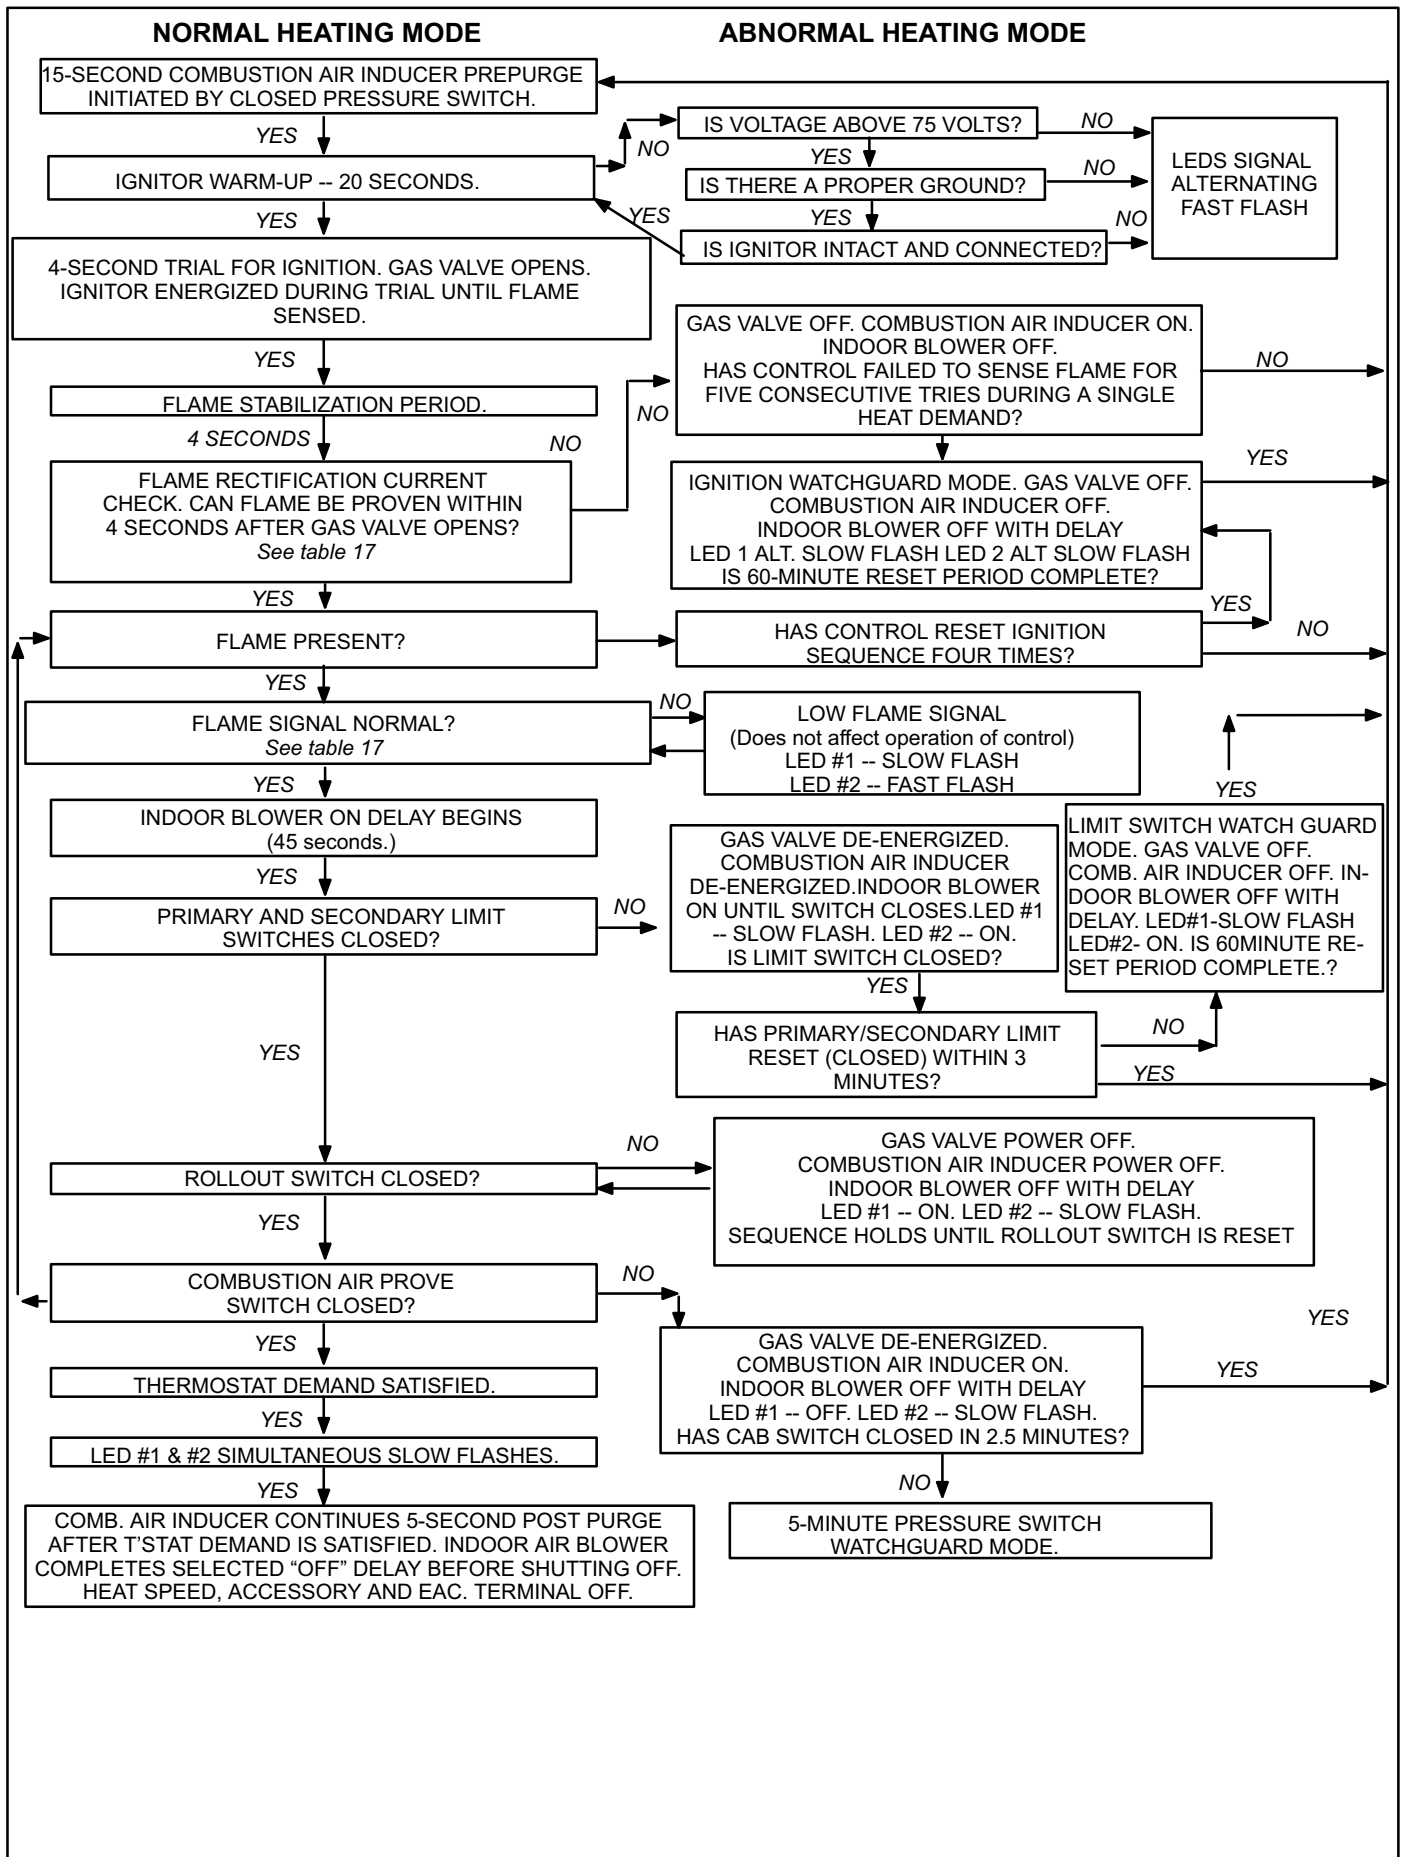 NORMAL HEATING MODE
ABNORMAL HEATING MODE
15-SECOND COMBUSTION AIR INDUCER PREPURGE
INITIATED BY CLOSED PRESSURE SWITCH.
YES
IGNITOR WARM-UP -- 20 SECONDS.
NO
IS VOLTAGE ABOVE 75 VOLTS?
NO
YES
IS THERE A PROPER GROUND?
NO
YES
IS IGNITOR INTACT AND CONNECTED?
NO
YES
LEDS SIGNAL
ALTERNATING
FAST FLASH
YES
4-SECOND TRIAL FOR IGNITION. GAS VALVE OPENS.
IGNITOR ENERGIZED DURING TRIAL UNTIL FLAME
SENSED.
YES
FLAME STABILIZATION PERIOD.
4 SECONDS
FLAME RECTIFICATION CURRENT
CHECK. CAN FLAME BE PROVEN WITHIN
4 SECONDS AFTER GAS VALVE OPENS?
See table 17
NO
NO
GAS VALVE OFF. COMBUSTION AIR INDUCER ON.
INDOOR BLOWER OFF.
HAS CONTROL FAILED TO SENSE FLAME FOR
FIVE CONSECUTIVE TRIES DURING A SINGLE
HEAT DEMAND?
NO
IGNITION WATCHGUARD MODE. GAS VALVE OFF.
COMBUSTION AIR INDUCER OFF.
INDOOR BLOWER OFF WITH DELAY
LED 1 ALT. SLOW FLASH LED 2 ALT SLOW FLASH
IS 60-MINUTE RESET PERIOD COMPLETE?
YES
YES
FLAME PRESENT?
HAS CONTROL RESET IGNITION
SEQUENCE FOUR TIMES?
YES
NO
YES
FLAME SIGNAL NORMAL?
See table 17
NO
LOW FLAME SIGNAL
(Does not affect operation of control)
LED #1 -- SLOW FLASH
LED #2 -- FAST FLASH
YES
INDOOR BLOWER ON DELAY BEGINS
(45 seconds.)
YES
PRIMARY AND SECONDARY LIMIT
SWITCHES CLOSED?
NO
GAS VALVE DE-ENERGIZED.
COMBUSTION AIR INDUCER
DE-ENERGIZED.INDOOR BLOWER
ON UNTIL SWITCH CLOSES.LED #1
-- SLOW FLASH. LED #2 -- ON.
IS LIMIT SWITCH CLOSED?
YES
HAS PRIMARY/SECONDARY LIMIT
RESET (CLOSED) WITHIN 3
MINUTES?
NO
YES
YES
LIMIT SWITCH WATCH GUARD
MODE. GAS VALVE OFF.
COMB. AIR INDUCER OFF. IN-
DOOR BLOWER OFF WITH
DELAY. LED#1-SLOW FLASH
LED#2- ON. IS 60MINUTE RE-
SET PERIOD COMPLETE.?
YES
ROLLOUT SWITCH CLOSED?
NO
GAS VALVE POWER OFF.
COMBUSTION AIR INDUCER POWER OFF.
INDOOR BLOWER OFF WITH DELAY
LED #1 -- ON. LED #2 -- SLOW FLASH.
SEQUENCE HOLDS UNTIL ROLLOUT SWITCH IS RESET
YES
COMBUSTION AIR PROVE
SWITCH CLOSED?
NO
GAS VALVE DE-ENERGIZED.
COMBUSTION AIR INDUCER ON.
INDOOR BLOWER OFF WITH DELAY
LED #1 -- OFF. LED #2 -- SLOW FLASH.
HAS CAB SWITCH CLOSED IN 2.5 MINUTES?
YES
YES
NO
5-MINUTE PRESSURE SWITCH
WATCHGUARD MODE.
YES
THERMOSTAT DEMAND SATISFIED.
YES
LED #1 & #2 SIMULTANEOUS SLOW FLASHES.
YES
COMB. AIR INDUCER CONTINUES 5-SECOND POST PURGE
AFTER T'STAT DEMAND IS SATISFIED. INDOOR AIR BLOWER
COMPLETES SELECTED “OFF” DELAY BEFORE SHUTTING OFF.
HEAT SPEED, ACCESSORY AND EAC. TERMINAL OFF.